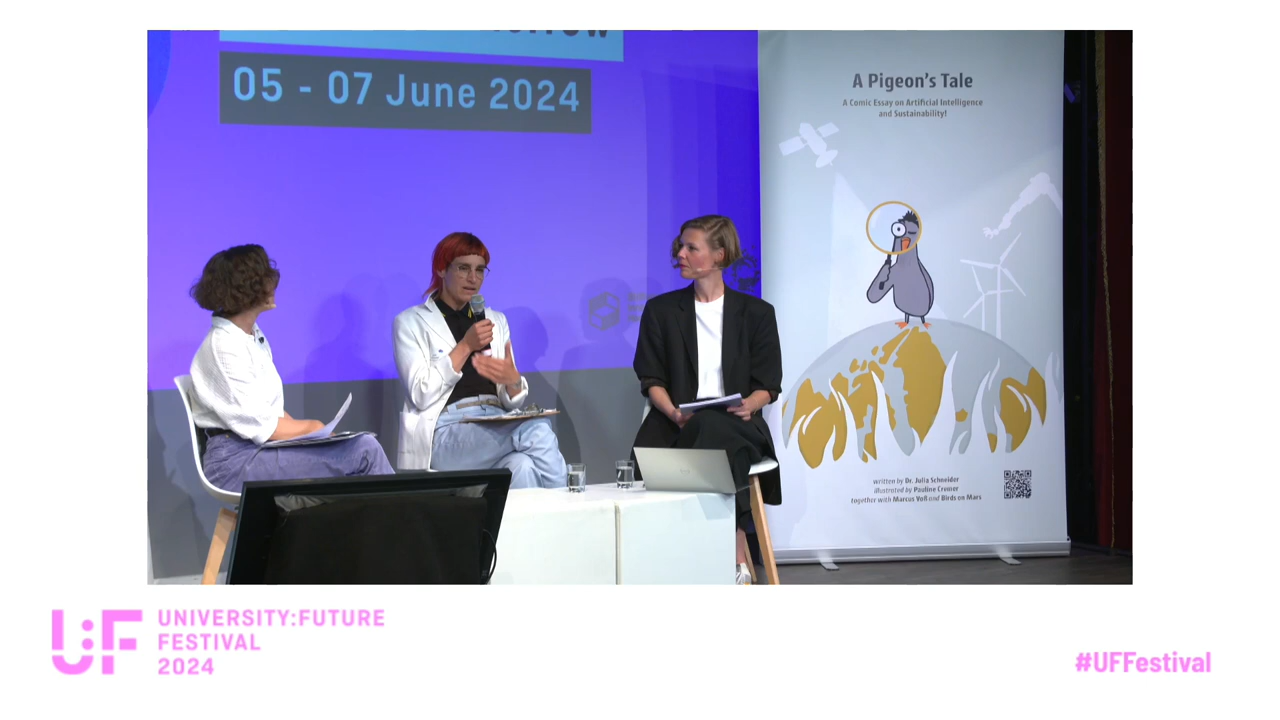 05 - 07 June 2024
A Pigeon's Tale
A Comic Essay on Artificial Intelligence
and Sustainability!
written by Dr. Julia Schneider
illustrated by Pauline Cremer
together with Marcus Voß and Birds on Mars
U:F
UNIVERSITY:FUTURE
FESTIVAL
2024
#UFFestival